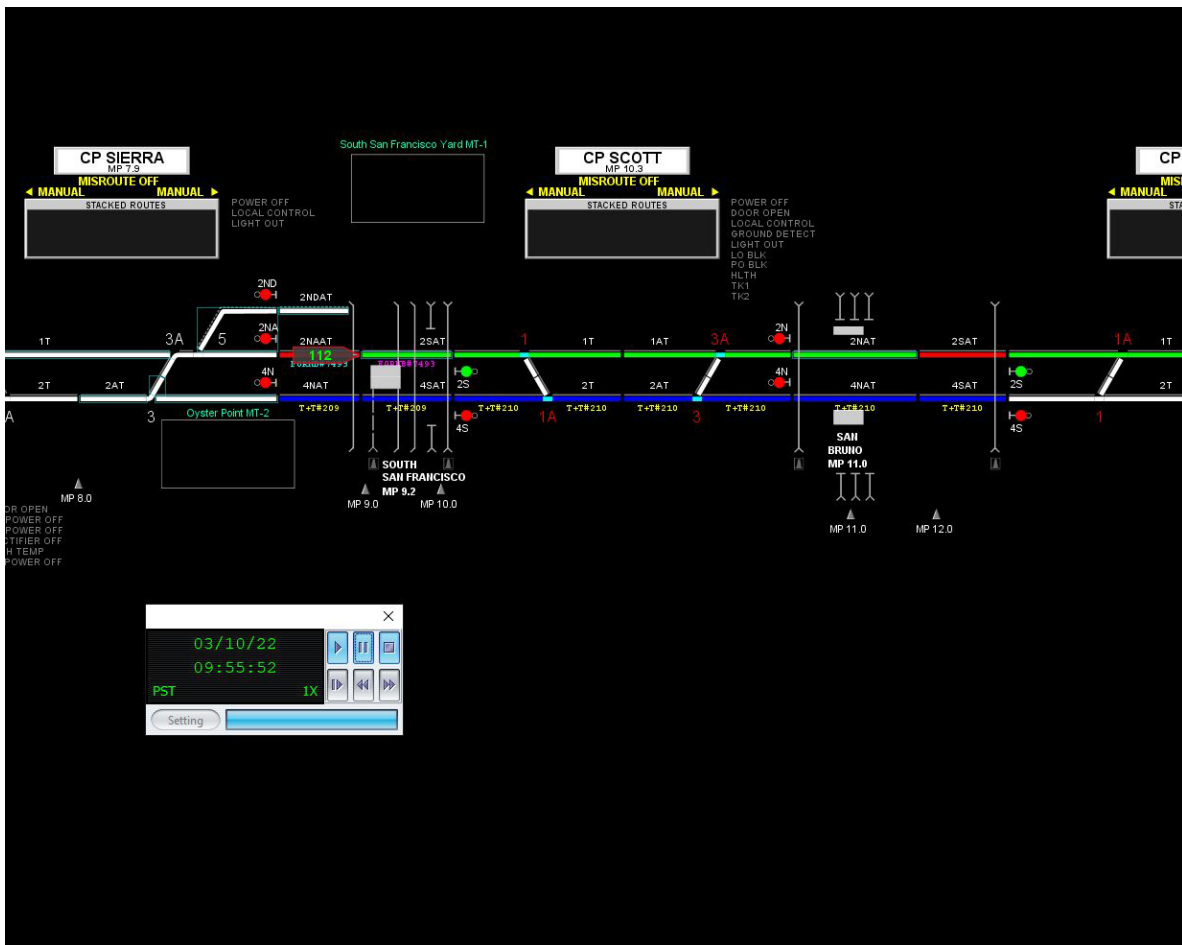 South San Francisco Yard MT-1
CP SIERRA
MP 7.9
MISROUTE OFF
MANUAL MANUAL
STACKED ROUTES
POWER OFF
LOCAL CONTROL
LIGHT OUT
CP SCOTT
MP 10.3
MISROUTE OFF
MANUAL MANUAL
STACKED ROUTES
POWER OFF
DOOR OPEN
LOCAL CONTROL
GROUND DETECT
LIGHT OUT
LO BLK
PO BLK
HLTH
TK1
TK2
CP
MIS
MANUAL
STA
2ND 2NDAT
1T 3A 5 2NA 2NAAT 2SAT 1 1T 1AT 3A 2N 2NAT 2SAT 1A 1T
112
2T 2AT 4N 4NAT 4SAT 2S 2T 2AT 4N 4NAT 4SAT 2S 2T
T+T#209 T+T#209 T+T#210 T+T#210 T+T#210 T+T#210 T+T#210 T+T#210
A 3 Oyster Point MT-2 4S 1A 3 4S 1
SOUTH
SAN FRANCISCO
MP 9.2
SAN
BRUNO
MP 11.0
MP 8.0 MP 9.0 MP 10.0 MP 11.0 MP 12.0
OR OPEN
POWER OFF
POWER OFF
CTIFIER OFF
H TEMP
POWER OFF
03/10/22
09:55:52
PST 1X
Setting